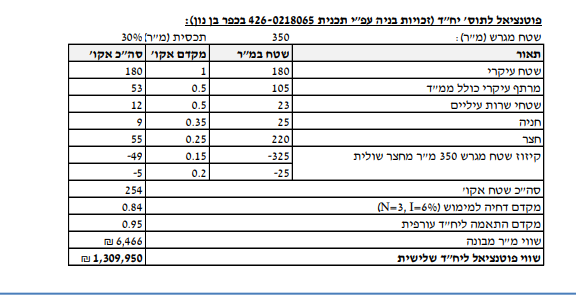 פוטנציאל לתוס' יח"ד (זכויות בניה עפ"י תכנית 426-0218065 בכפר בן נון):
שטח מגרש (מ"ר): 350 תכסית (מ"ר) 30%
תאור שטח במ"ר מקדם אקו' סה"כ אקו'
שטח עיקרי 180 1 180
מרתף עיקרי כולל ממ"ד 105 0.5 53
שטחי שרות עיליים 23 0.5 12
חניה 25 0.35 9
חצר 220 0.25 55
קיזוז שטח מגרש 350 מ"ר מחצר שולית -325 0.15 -49
-25 0.2 -5
סה"כ שטח אקו' 254
מקדם דחיה למימוש (N=3, I=6%) 0.84
מקדם התאמה ליח"ד עורפית 0.95
שווי מ"ר מבונה 6,466 ₪
שווי פוטנציאל ליח"ד שלישית 1,309,950 ₪